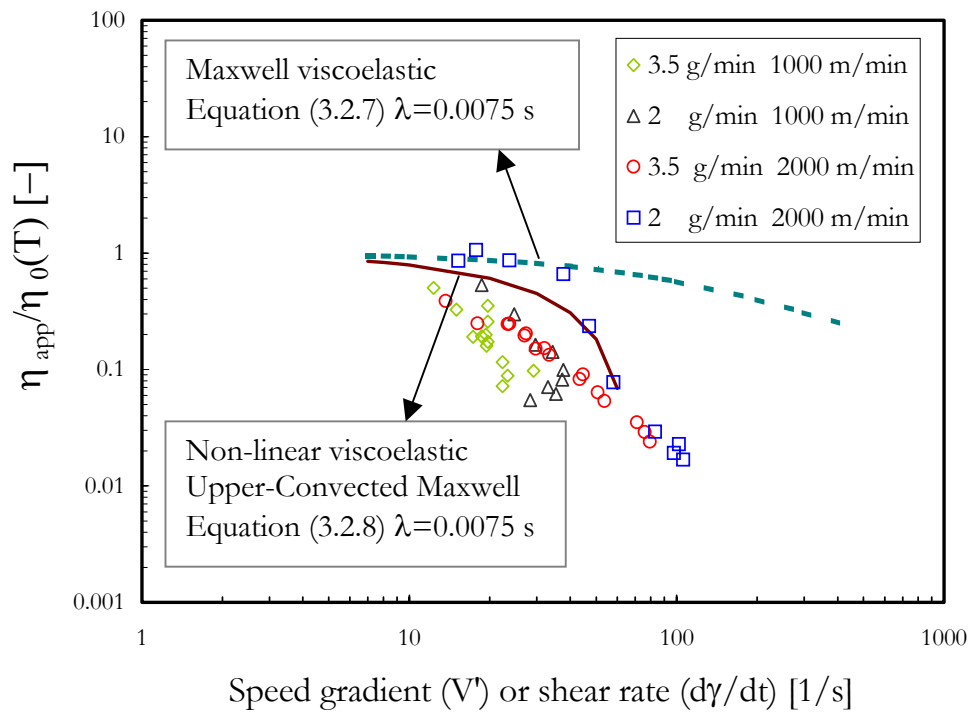 100
10
1
0.1
0.01
0.001
η app/η 0(T) [–]
Maxwell viscoelastic
Equation (3.2.7) λ=0.0075 s
3.5 g/min 1000 m/min
2 g/min 1000 m/min
3.5 g/min 2000 m/min
2 g/min 2000 m/min
Non-linear viscoelastic
Upper-Convected Maxwell
Equation (3.2.8) λ=0.0075 s
1 10 100 1000
Speed gradient (V') or shear rate (dγ/dt) [1/s]